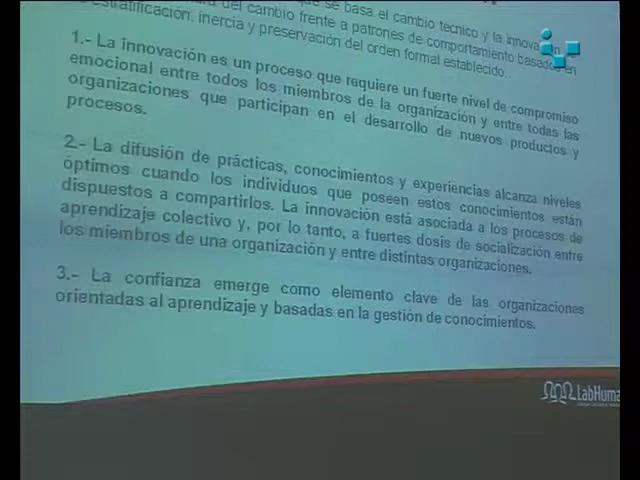 que se basa el cambio técnico y la innovación
del cambio frente a patrones de comportamiento basados en
estratificación, inercia y preservación del orden formal establecido.
1.- La innovación es un proceso que requiere un fuerte nivel de compromiso
emocional entre todos los miembros de la organización y entre todas las
organizaciones que participan en el desarrollo de nuevos productos y
procesos.
2.- La difusión de prácticas, conocimientos y experiencias alcanza niveles
óptimos cuando los individuos que poseen estos conocimientos están
dispuestos a compartirlos. La innovación está asociada a los procesos de
aprendizaje colectivo y, por lo tanto, a fuertes dosis de socialización entre
los miembros de una organización y entre distintas organizaciones.
3.- La confianza emerge como elemento clave de las organizaciones
orientadas al aprendizaje y basadas en la gestión de conocimientos.
LabHuma